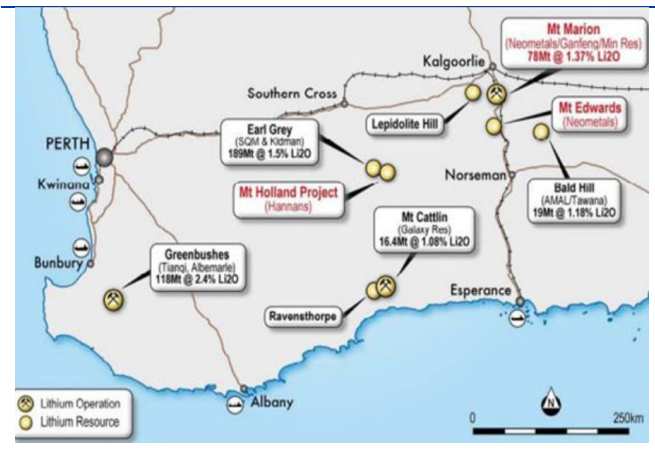 Mt Marion
(Neometals/Ganfeng/Min Res)
78Mt @ 1.37% Li2O
Kalgoorlie
Southern Cross
Lepidolite Hill
Mt Edwards
(Neometals)
Earl Grey
(SQM & Kidman)
189Mt @ 1.5% Li2O
PERTH
Kwinana
Mt Holland Project
(Hannans)
Norseman
Bald Hill
(AMAL/Tawana)
19Mt @ 1.18% Li2O
Mt Cattlin
(Galaxy Res)
16.4Mt @ 1.08% Li2O
Greenbushes
(Tianqi, Albemarle)
118Mt @ 2.4% Li2O
Bunbury
Esperance
Ravensthorpe
Albany
Lithium Operation
Lithium Resource
N
0 250km